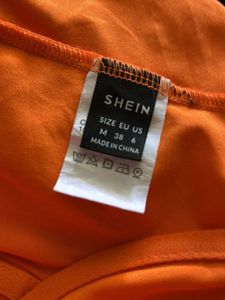 SHEIN
SIZE EU US
M 38 6
MADE IN CHINA